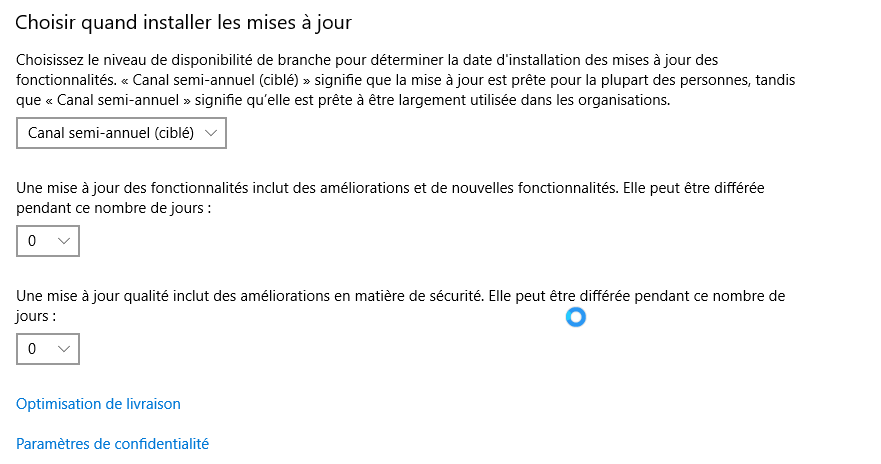 Choisir quand installer les mises à jour
Choisissez le niveau de disponibilité de branche pour déterminer la date d'installation des mises à jour des
fonctionnalités. « Canal semi-annuel (ciblé) » signifie que la mise à jour est prête pour la plupart des personnes, tandis
que « Canal semi-annuel » signifie qu’elle est prête à être largement utilisée dans les organisations.
Canal semi-annuel (ciblé)
Une mise à jour des fonctionnalités inclut des améliorations et de nouvelles fonctionnalités. Elle peut être différée
pendant ce nombre de jours :
0
Une mise à jour qualité inclut des améliorations en matière de sécurité. Elle peut être différée pendant ce nombre de
jours :
0
Optimisation de livraison
Paramètres de confidentialité